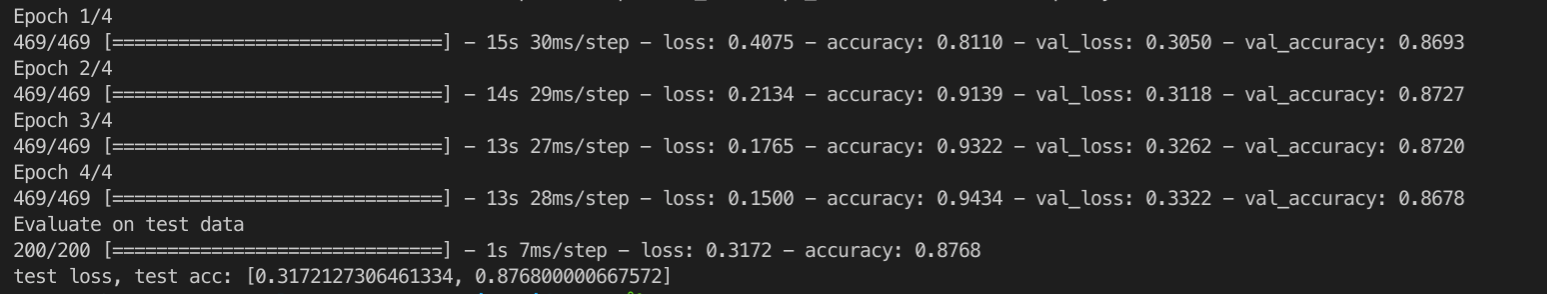 Epoch 1/4
469/469 [==============================] - 15s 30ms/step - loss: 0.4075 - accuracy: 0.8110 - val_loss: 0.3050 - val_accuracy: 0.8693
Epoch 2/4
469/469 [==============================] - 14s 29ms/step - loss: 0.2134 - accuracy: 0.9139 - val_loss: 0.3118 - val_accuracy: 0.8727
Epoch 3/4
469/469 [==============================] - 13s 27ms/step - loss: 0.1765 - accuracy: 0.9322 - val_loss: 0.3262 - val_accuracy: 0.8720
Epoch 4/4
469/469 [==============================] - 13s 28ms/step - loss: 0.1500 - accuracy: 0.9434 - val_loss: 0.3322 - val_accuracy: 0.8678
Evaluate on test data
200/200 [==============================] - 1s 7ms/step - loss: 0.3172 - accuracy: 0.8768
test loss, test acc: [0.3172127306461334, 0.876800000667572]